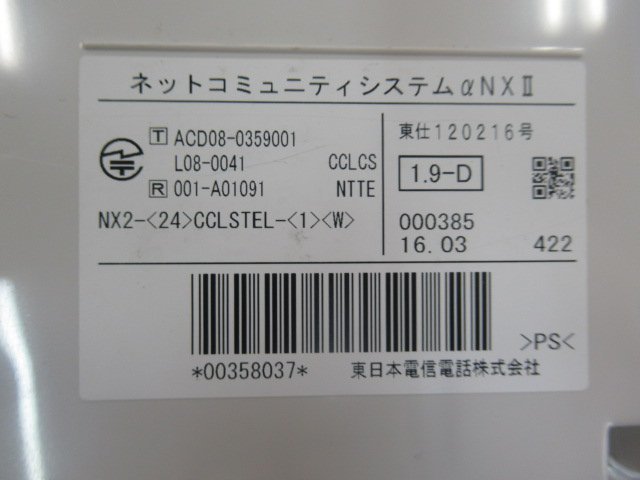 ネットコミュニティシステムαNXⅡ
T ACD08-0359001
L08-0041 CCLCS
R 001-A01091 NTTE
NX2-<24>CCLSTEL-<1><W>
東仕120216号
1.9-D
000385
16.03 422
>PS<
*00358037* 東日本電信電話株式会社